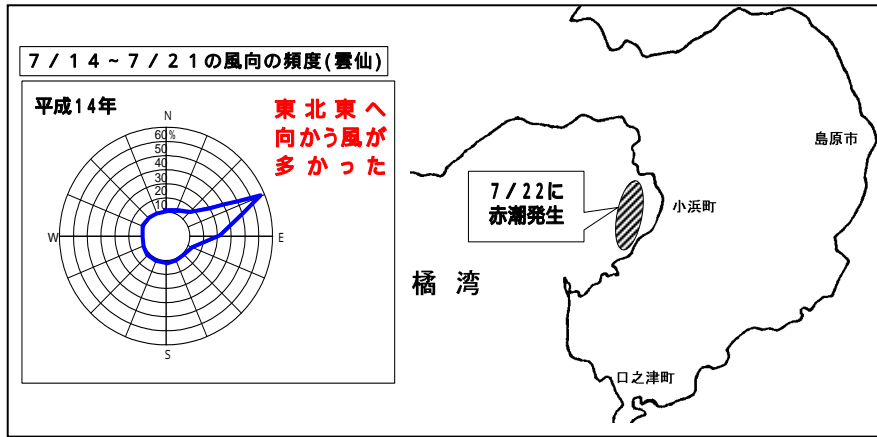 7/14~7/21の風向の頻度(雲仙)
平成14年
東北東へ
向かう風が
多かった
N
60%
50
40
30
20
10
W
E
S
7/22に
赤潮発生
島原市
小浜町
橘湾
口之津町